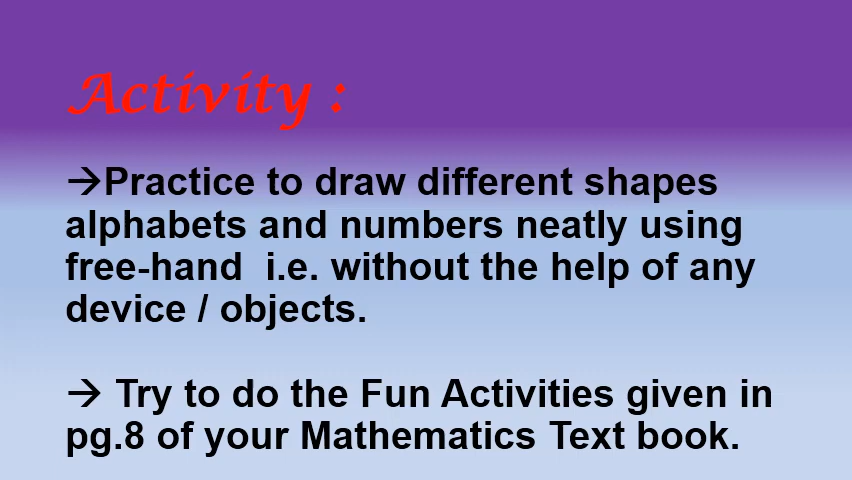 Activity :
→Practice to draw different shapes
alphabets and numbers neatly using
free-hand  i.e. without the help of any
device / objects.
→ Try to do the Fun Activities given in
pg.8 of your Mathematics Text book.